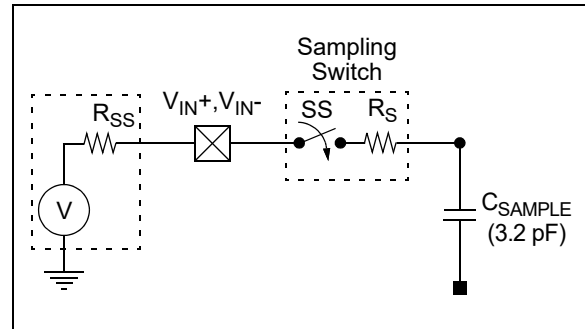 Sampling
Switch
RSS
VIN+,VIN-
SS
RS
V
CSAMPLE
(3.2 pF)